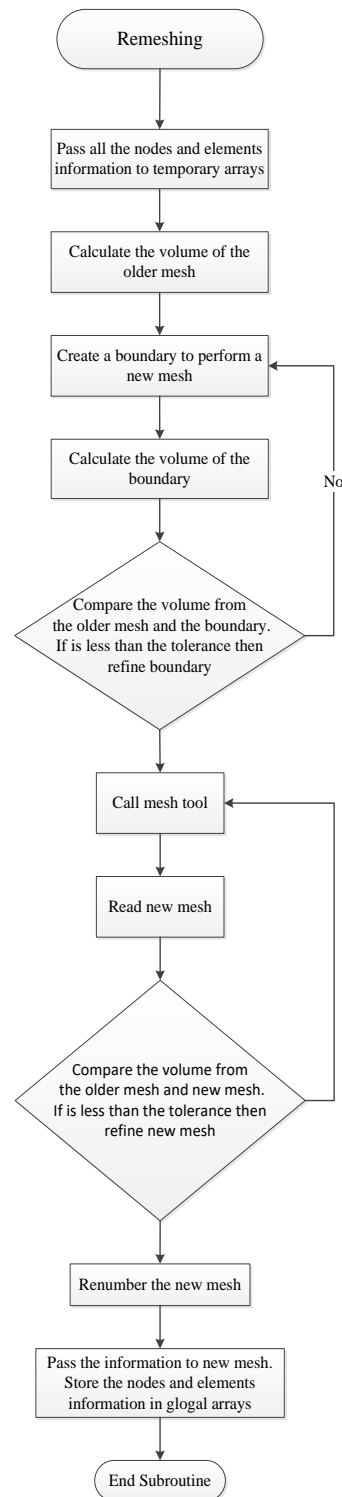 Remeshing
Pass all the nodes and elements
information to temporary arrays
Calculate the volume of the
older mesh
Create a boundary to perform a
new mesh
Calculate the volume of the
boundary
No
Compare the volume from
the older mesh and the boundary.
If is less than the tolerance then
refine boundary
Call mesh tool
Read new mesh
Compare the volume from
the older mesh and new mesh.
If is less than the tolerance then
refine new mesh
Renumber the new mesh
Pass the information to new mesh.
Store the nodes and elements
information in glogal arrays
End Subroutine